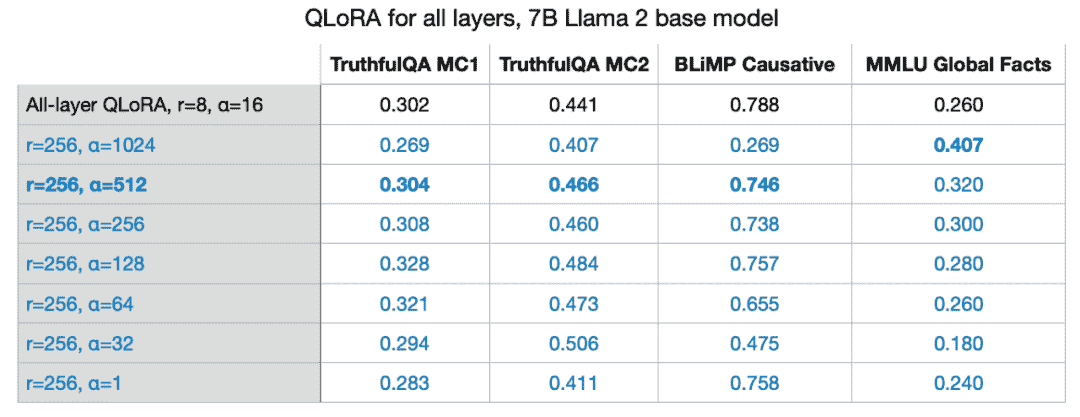 QLoRA for all layers, 7B Llama 2 base model
TruthfulQA MC1 TruthfulQA MC2 BLiMP Causative MMLU Global Facts
All-layer QLoRA, r=8, α=16 0.302 0.441 0.788 0.260
r=256, α=1024 0.269 0.407 0.269 0.407
r=256, α=512 0.304 0.466 0.746 0.320
r=256, α=256 0.308 0.460 0.738 0.300
r=256, α=128 0.328 0.484 0.757 0.280
r=256, α=64 0.321 0.473 0.655 0.260
r=256, α=32 0.294 0.506 0.475 0.180
r=256, α=1 0.283 0.411 0.758 0.240